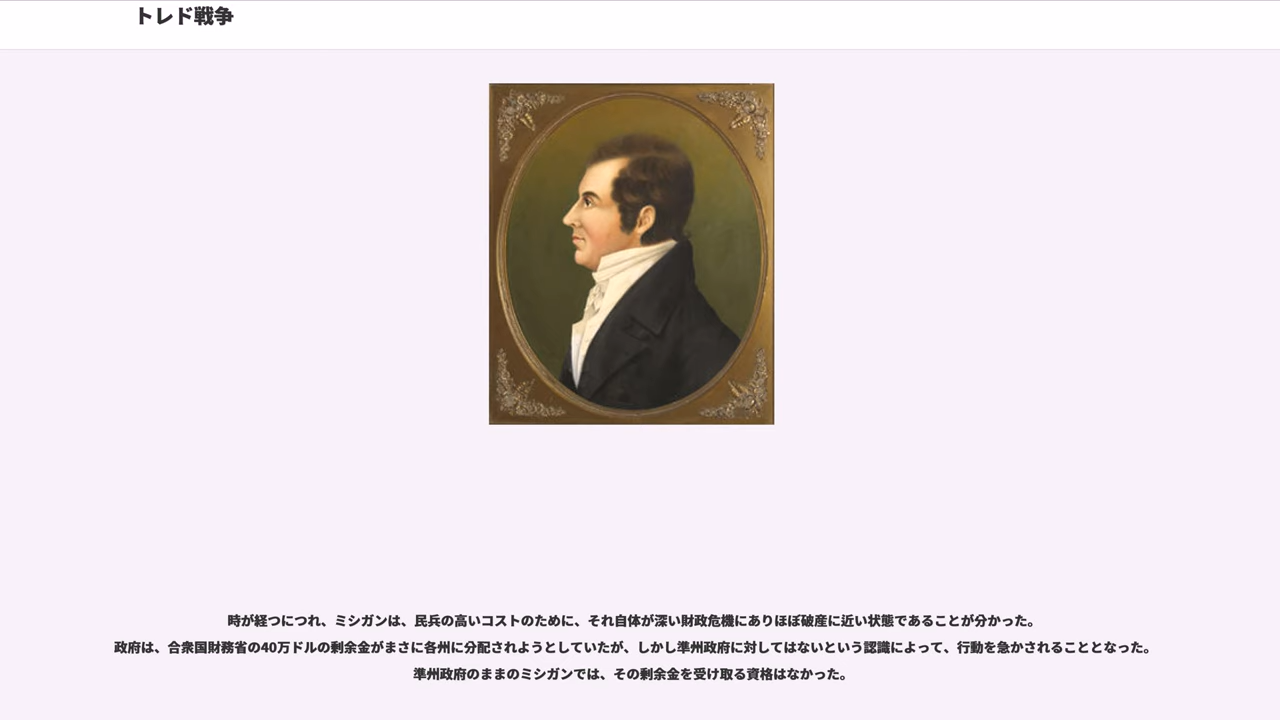 トレド戦争
時が経つにつれ、ミシガンは、民兵の高いコストのために、それ自体が深い財政危機にありほぼ破産に近い状態であることが分かった。
政府は、合衆国財務省の40万ドルの剰余金がまさに各州に分配されようとしていたが、しかし準州政府に対してはないという認識によって、行動を急かされることとなった。
準州政府のままのミシガンでは、その剰余金を受け取る資格はなかった。